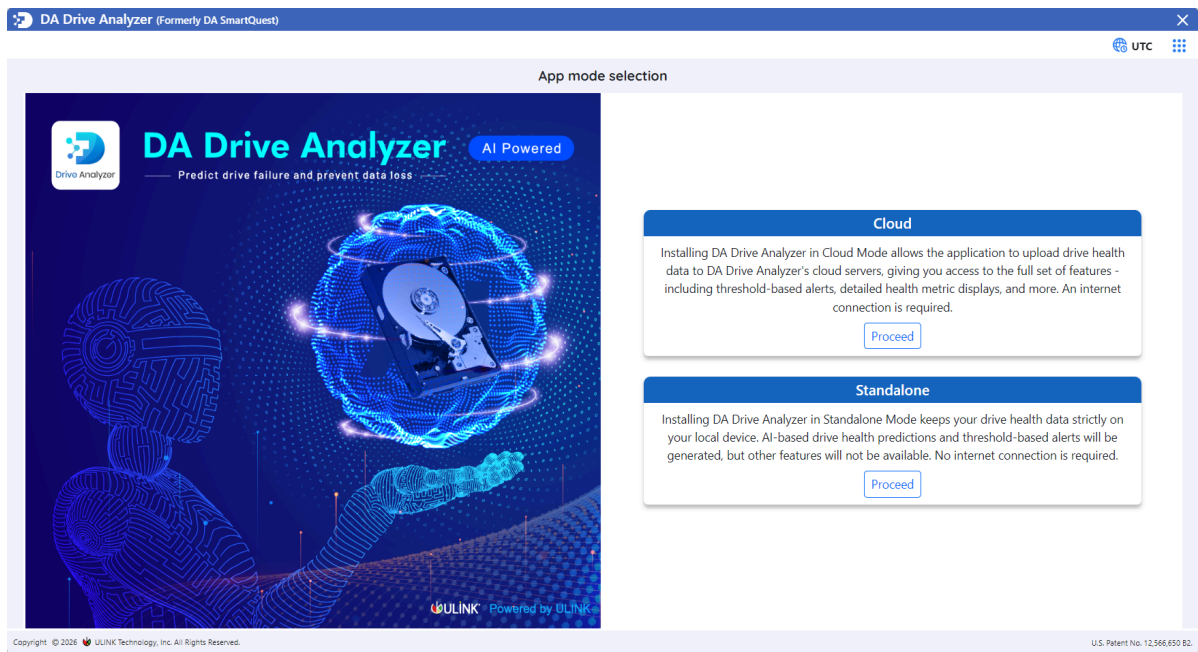 DA Drive Analyzer (Formerly DA SmartQuest)
UTC
App mode selection
Drive Analyzer
DA Drive Analyzer
AI Powered
Predict drive failure and prevent data loss
Cloud
Installing DA Drive Analyzer in Cloud Mode allows the application to upload drive health
data to DA Drive Analyzer's cloud servers, giving you access to the full set of features -
including threshold-based alerts, detailed health metric displays, and more. An internet
connection is required.
Proceed
Standalone
Installing DA Drive Analyzer in Standalone Mode keeps your drive health data strictly on
your local device. AI-based drive health predictions and threshold-based alerts will be
generated, but other features will not be available. No internet connection is required.
Proceed
ULINK Powered by ULINK
Copyright © 2026 ULINK Technology, Inc. All Rights Reserved.
U.S. Patent No. 12,566,650 B2.